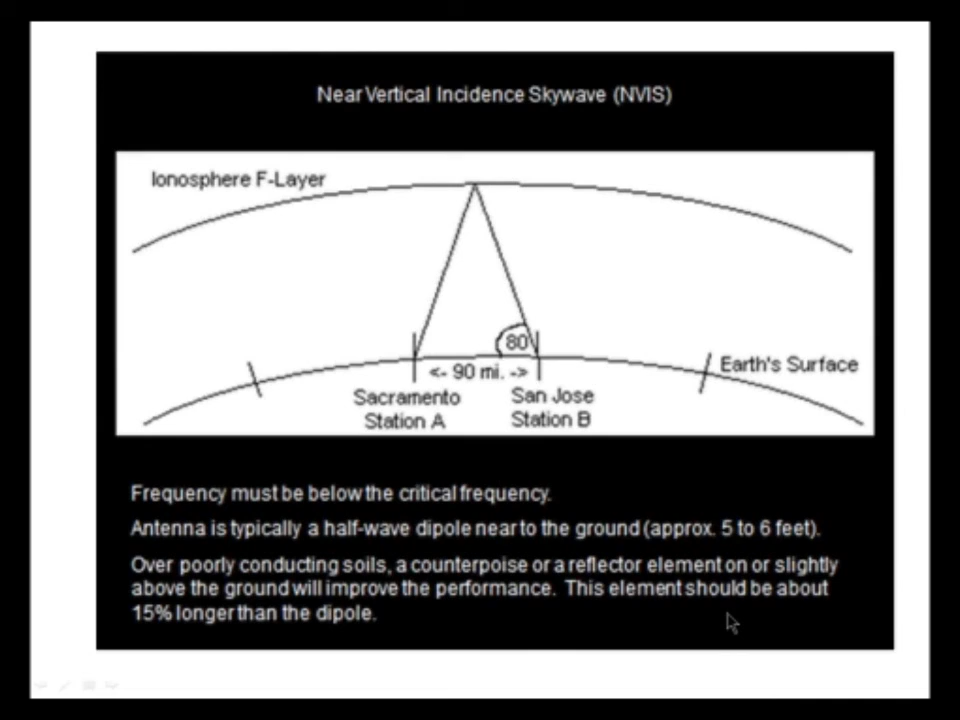 Near Vertical Incidence Skywave (NVIS)
Ionosphere F-Layer
80
<- 90 mi. ->
Earth's Surface
Sacramento
Station A
San Jose
Station B
Frequency must be below the critical frequency.
Antenna is typically a half-wave dipole near to the ground (approx. 5 to 6 feet).
Over poorly conducting soils, a counterpoise or a reflector element on or slightly
above the ground will improve the performance. This element should be about
15% longer than the dipole.